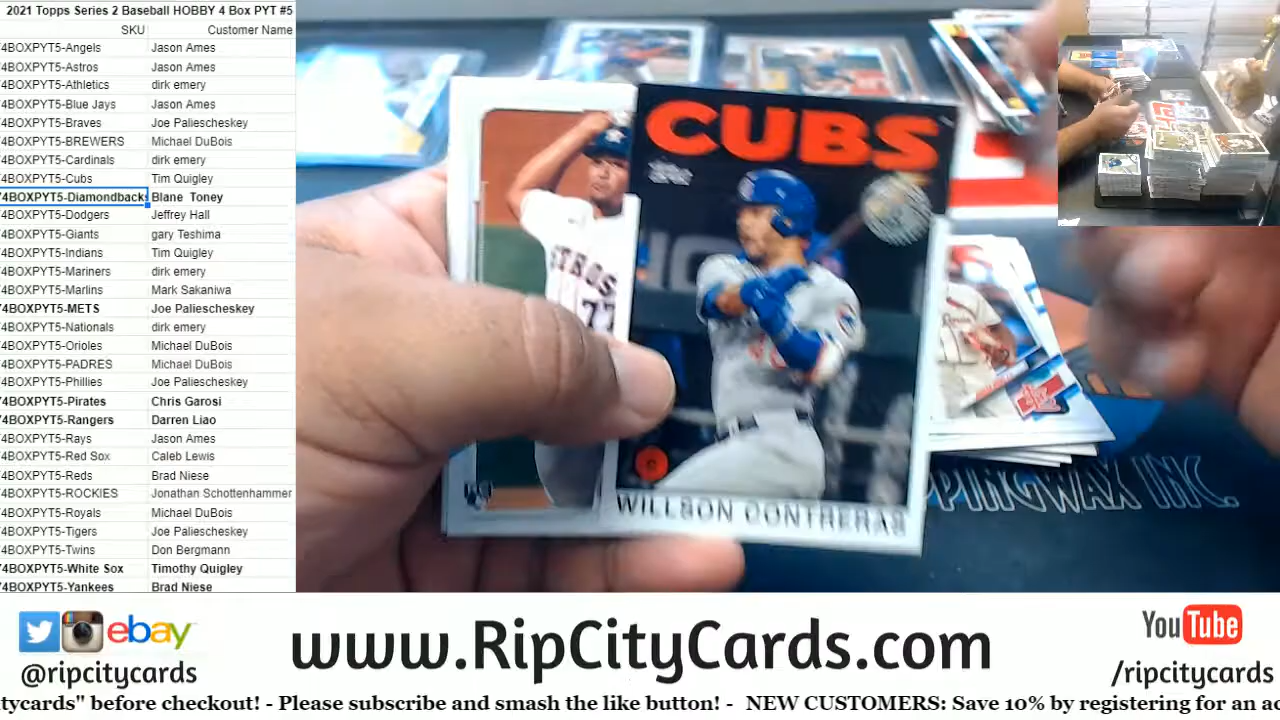 2021 Topps Series 2 Baseball HOBBY 4 Box PYT #5
SKU Customer Name
4BOXPYT5-Angels Jason Ames
4BOXPYT5-Astros Jason Ames
4BOXPYT5-Athletics dirk emery
4BOXPYT5-Blue Jays Jason Ames
4BOXPYT5-Braves Joe Paliescheskey
4BOXPYT5-BREWERS Michael DuBois
4BOXPYT5-Cardinals dirk emery
4BOXPYT5-Cubs Tim Quigley
4BOXPYT5-Diamondbacks Blane Toney
4BOXPYT5-Dodgers Jeffrey Hall
4BOXPYT5-Giants gary Teshima
4BOXPYT5-Indians Tim Quigley
4BOXPYT5-Mariners dirk emery
4BOXPYT5-Marlins Mark Sakaniwa
4BOXPYT5-METS Joe Paliescheskey
4BOXPYT5-Nationals dirk emery
4BOXPYT5-Orioles Michael DuBois
4BOXPYT5-PADRES Michael DuBois
4BOXPYT5-Phillies Joe Paliescheskey
4BOXPYT5-Pirates Chris Garosi
4BOXPYT5-Rangers Darren Liao
4BOXPYT5-Rays Jason Ames
4BOXPYT5-Red Sox Caleb Lewis
4BOXPYT5-Reds Brad Niese
4BOXPYT5-ROCKIES Jonathan Schottenhammer
4BOXPYT5-Royals Michael DuBois
4BOXPYT5-Tigers Joe Paliescheskey
4BOXPYT5-Twins Don Bergmann
4BOXPYT5-White Sox Timothy Quigley
4BOXPYT5-Yankees Brad Niese
CUBS
Topps
C
WILLSON CONTRERAS
STROS
77
PPINGWAX INC.
ebay
@ripcitycards
www.RipCityCards.com
YouTube
/ripcitycards
tycards" before checkout! - Please subscribe and smash the like button! - NEW CUSTOMERS: Save 10% by registering for an ac